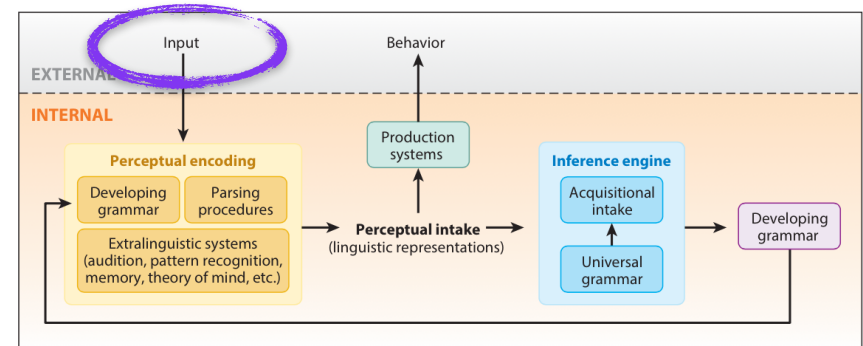 Input
Behavior
EXTERNAL
INTERNAL
Production
systems
Perceptual encoding
Developing
grammar
Parsing
procedures
Extralinguistic systems
(audition, pattern recognition,
memory, theory of mind, etc.)
Perceptual intake
(linguistic representations)
Inference engine
Acquisitional
intake
Universal
grammar
Developing
grammar